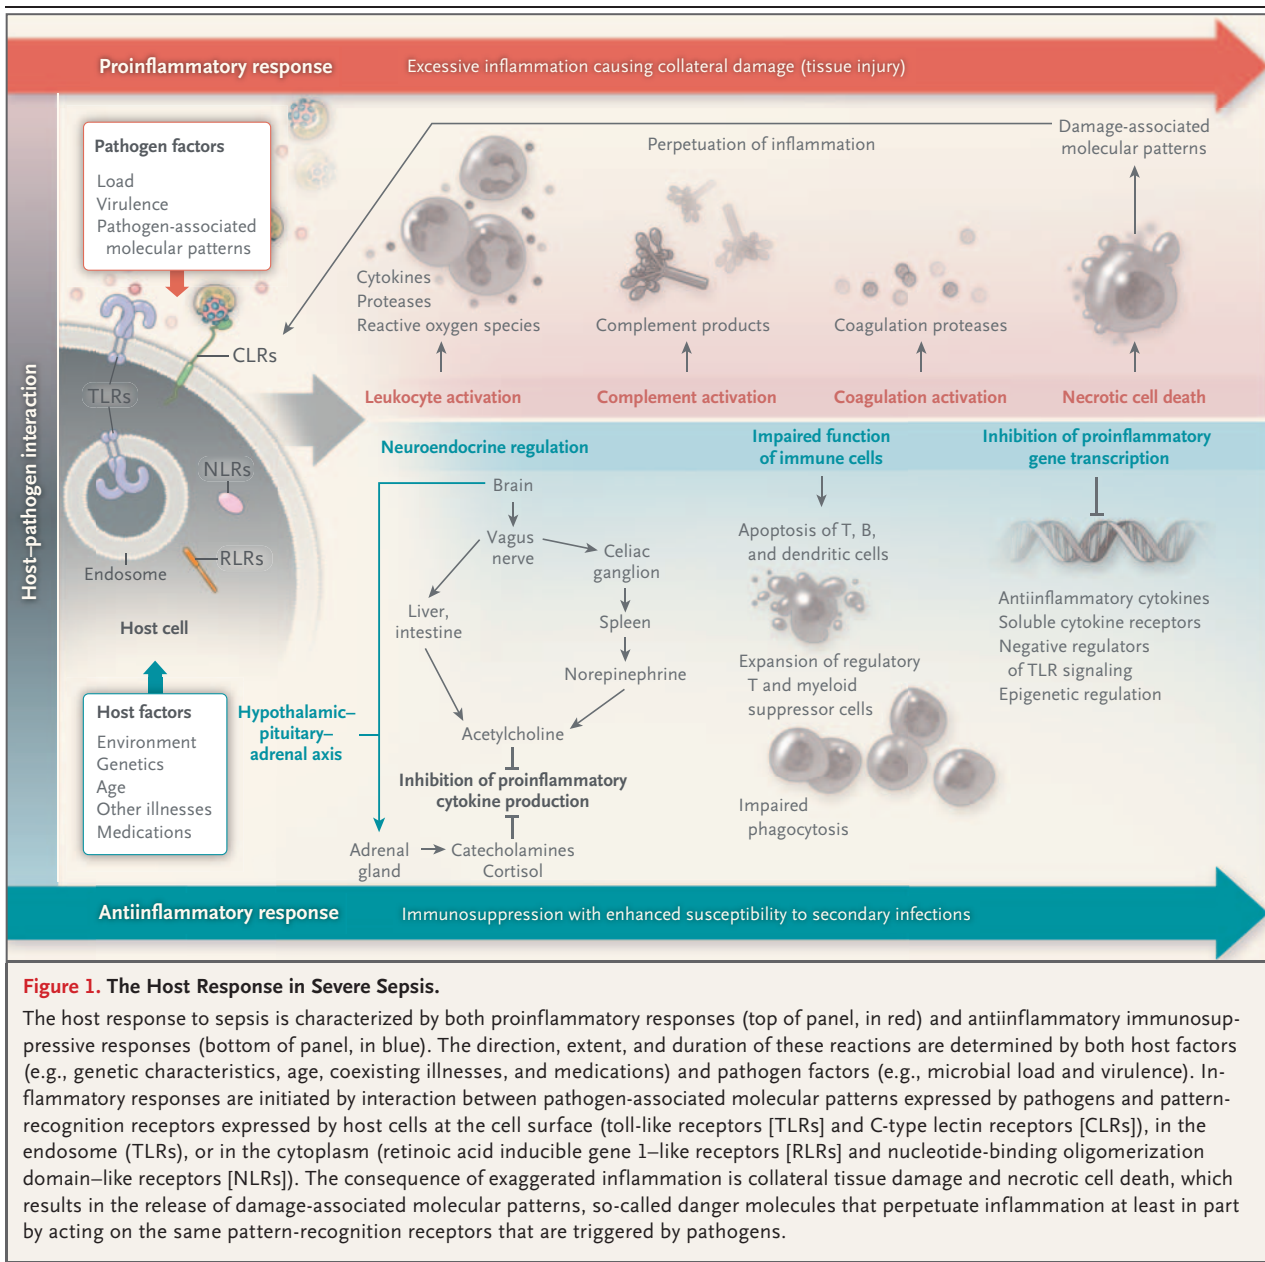 Proinflammatory response
Excessive inflammation causing collateral damage (tissue injury)
Host–pathogen interaction
Pathogen factors
Load
Virulence
Pathogen-associated
molecular patterns
Perpetuation of inflammation
Damage-associated
molecular patterns
Cytokines
Proteases
Reactive oxygen species
Complement products
Coagulation proteases
CLRs
TLRs
Leukocyte activation
Complement activation
Coagulation activation
Necrotic cell death
NLRs
RLRs
Endosome
Host cell
Host factors
Environment
Genetics
Age
Other illnesses
Medications
Neuroendocrine regulation
Brain
Vagus
nerve
Celiac
ganglion
Liver,
intestine
Spleen
Norepinephrine
Hypothalamic–
pituitary–
adrenal axis
Acetylcholine
Inhibition of proinflammatory
cytokine production
Adrenal
gland
Catecholamines
Cortisol
Impaired function
of immune cells
Apoptosis of T, B,
and dendritic cells
Expansion of regulatory
T and myeloid
suppressor cells
Impaired
phagocytosis
Inhibition of proinflammatory
gene transcription
Antiinflammatory cytokines
Soluble cytokine receptors
Negative regulators
of TLR signaling
Epigenetic regulation
Antiinflammatory response
Immunosuppression with enhanced susceptibility to secondary infections
Figure 1. The Host Response in Severe Sepsis.
The host response to sepsis is characterized by both proinflammatory responses (top of panel, in red) and antiinflammatory immunosup-
pressive responses (bottom of panel, in blue). The direction, extent, and duration of these reactions are determined by both host factors
(e.g., genetic characteristics, age, coexisting illnesses, and medications) and pathogen factors (e.g., microbial load and virulence). In-
flammatory responses are initiated by interaction between pathogen-associated molecular patterns expressed by pathogens and pattern-
recognition receptors expressed by host cells at the cell surface (toll-like receptors [TLRs] and C-type lectin receptors [CLRs]), in the
endosome (TLRs), or in the cytoplasm (retinoic acid inducible gene 1–like receptors [RLRs] and nucleotide-binding oligomerization
domain–like receptors [NLRs]). The consequence of exaggerated inflammation is collateral tissue damage and necrotic cell death, which
results in the release of damage-associated molecular patterns, so-called danger molecules that perpetuate inflammation at least in part
by acting on the same pattern-recognition receptors that are triggered by pathogens.